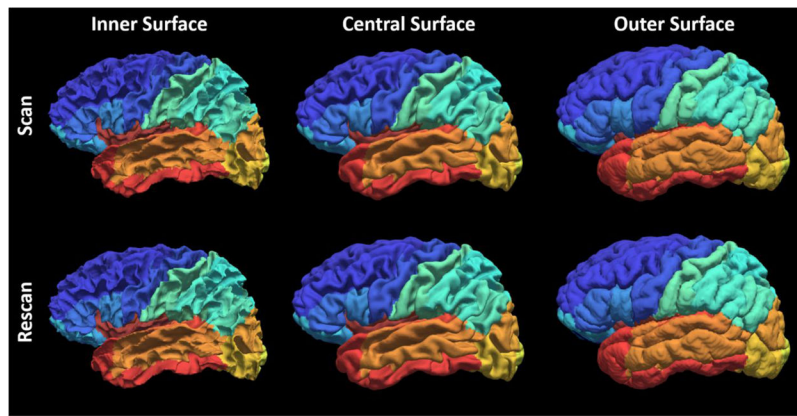 Inner Surface
Central Surface
Outer Surface
Scan
Rescan